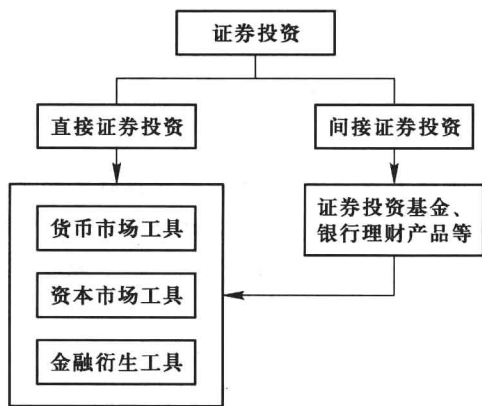 证券投资
直接证券投资
间接证券投资
货币市场工具
资本市场工具
金融衍生工具
证券投资基金、
银行理财产品等